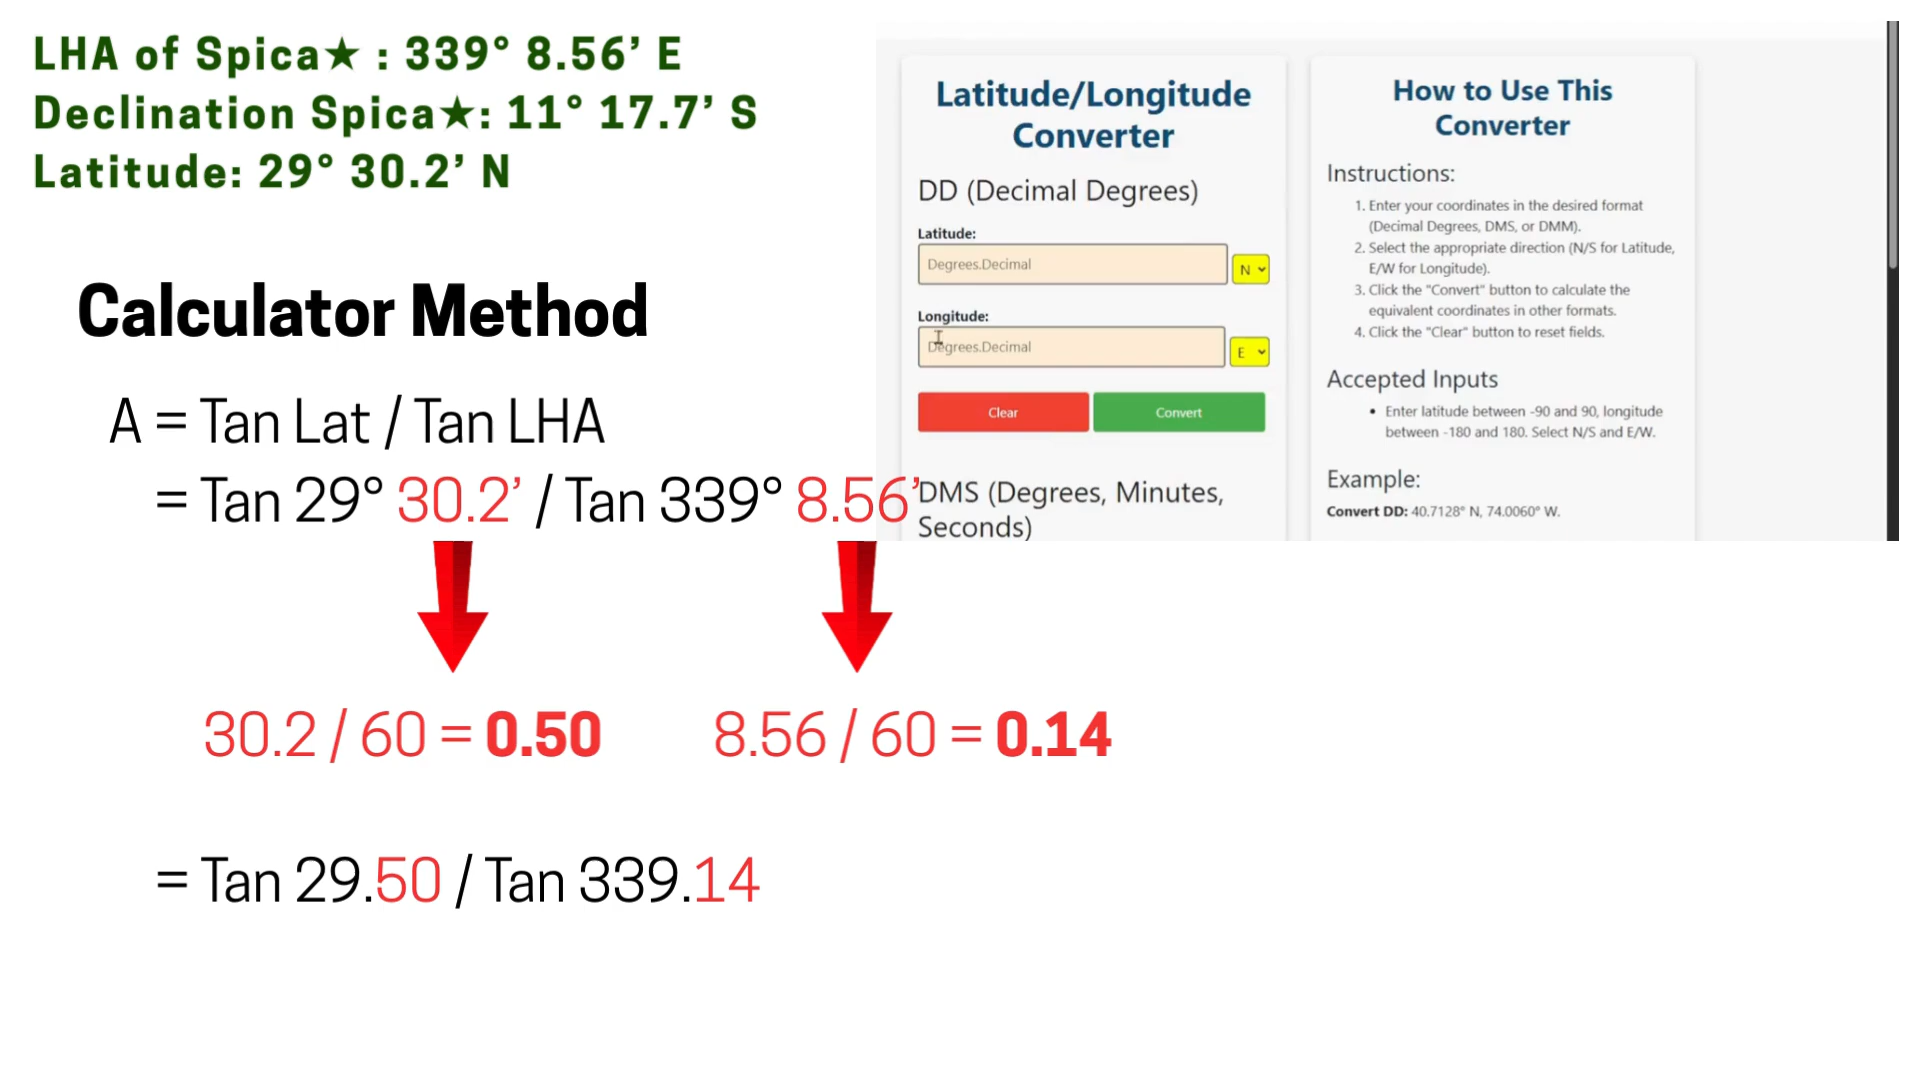 LHA of Spica★ : 339° 8.56’ E
Declination Spica★: 11° 17.7’ S
Latitude: 29° 30.2’ N
Calculator Method
A = Tan Lat / Tan LHA
= Tan 29° 30.2’ / Tan 339° 8.56’
30.2 / 60 = 0.50
8.56 / 60 = 0.14
= Tan 29.50 / Tan 339.14
Latitude/Longitude
Converter
DD (Decimal Degrees)
Latitude:
Degrees.Decimal
N
Longitude:
Degrees.Decimal
E
Clear
Convert
DMS (Degrees, Minutes,
Seconds)
How to Use This
Converter
Instructions:
1. Enter your coordinates in the desired format
(Decimal Degrees, DMS, or DMM).
2. Select the appropriate direction (N/S for Latitude,
E/W for Longitude).
3. Click the "Convert" button to calculate the
equivalent coordinates in other formats.
4. Click the "Clear" button to reset fields.
Accepted Inputs
• Enter latitude between -90 and 90, longitude
between -180 and 180. Select N/S and E/W.
Example:
Convert DD: 40.7128° N, 74.0060° W.